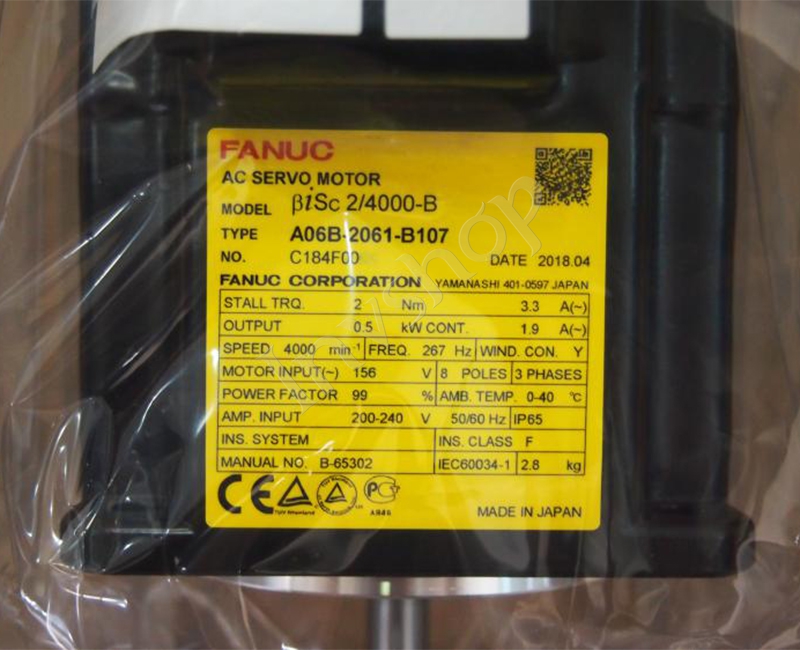 FANUC
AC SERVO MOTOR
MODEL βiSc 2/4000-B
TYPE A06B-2061-B107
NO. C184F00
DATE 2018.04
FANUC CORPORATION YAMANASHI 401-0597 JAPAN
STALL TRQ. 2 Nm 3.3 A(~)
OUTPUT 0.5 kW CONT. 1.9 A(~)
SPEED 4000 min⁻¹ FREQ. 267 Hz WIND. CON. Y
MOTOR INPUT(~) 156 V 8 POLES 3 PHASES
POWER FACTOR 99 % AMB. TEMP. 0-40 ℃
AMP. INPUT 200-240 V 50/60 Hz IP65
INS. SYSTEM INS. CLASS F
MANUAL NO. B-65302 IEC60034-1 2.8 kg
CE
TUV Rheinland
MADE IN JAPAN